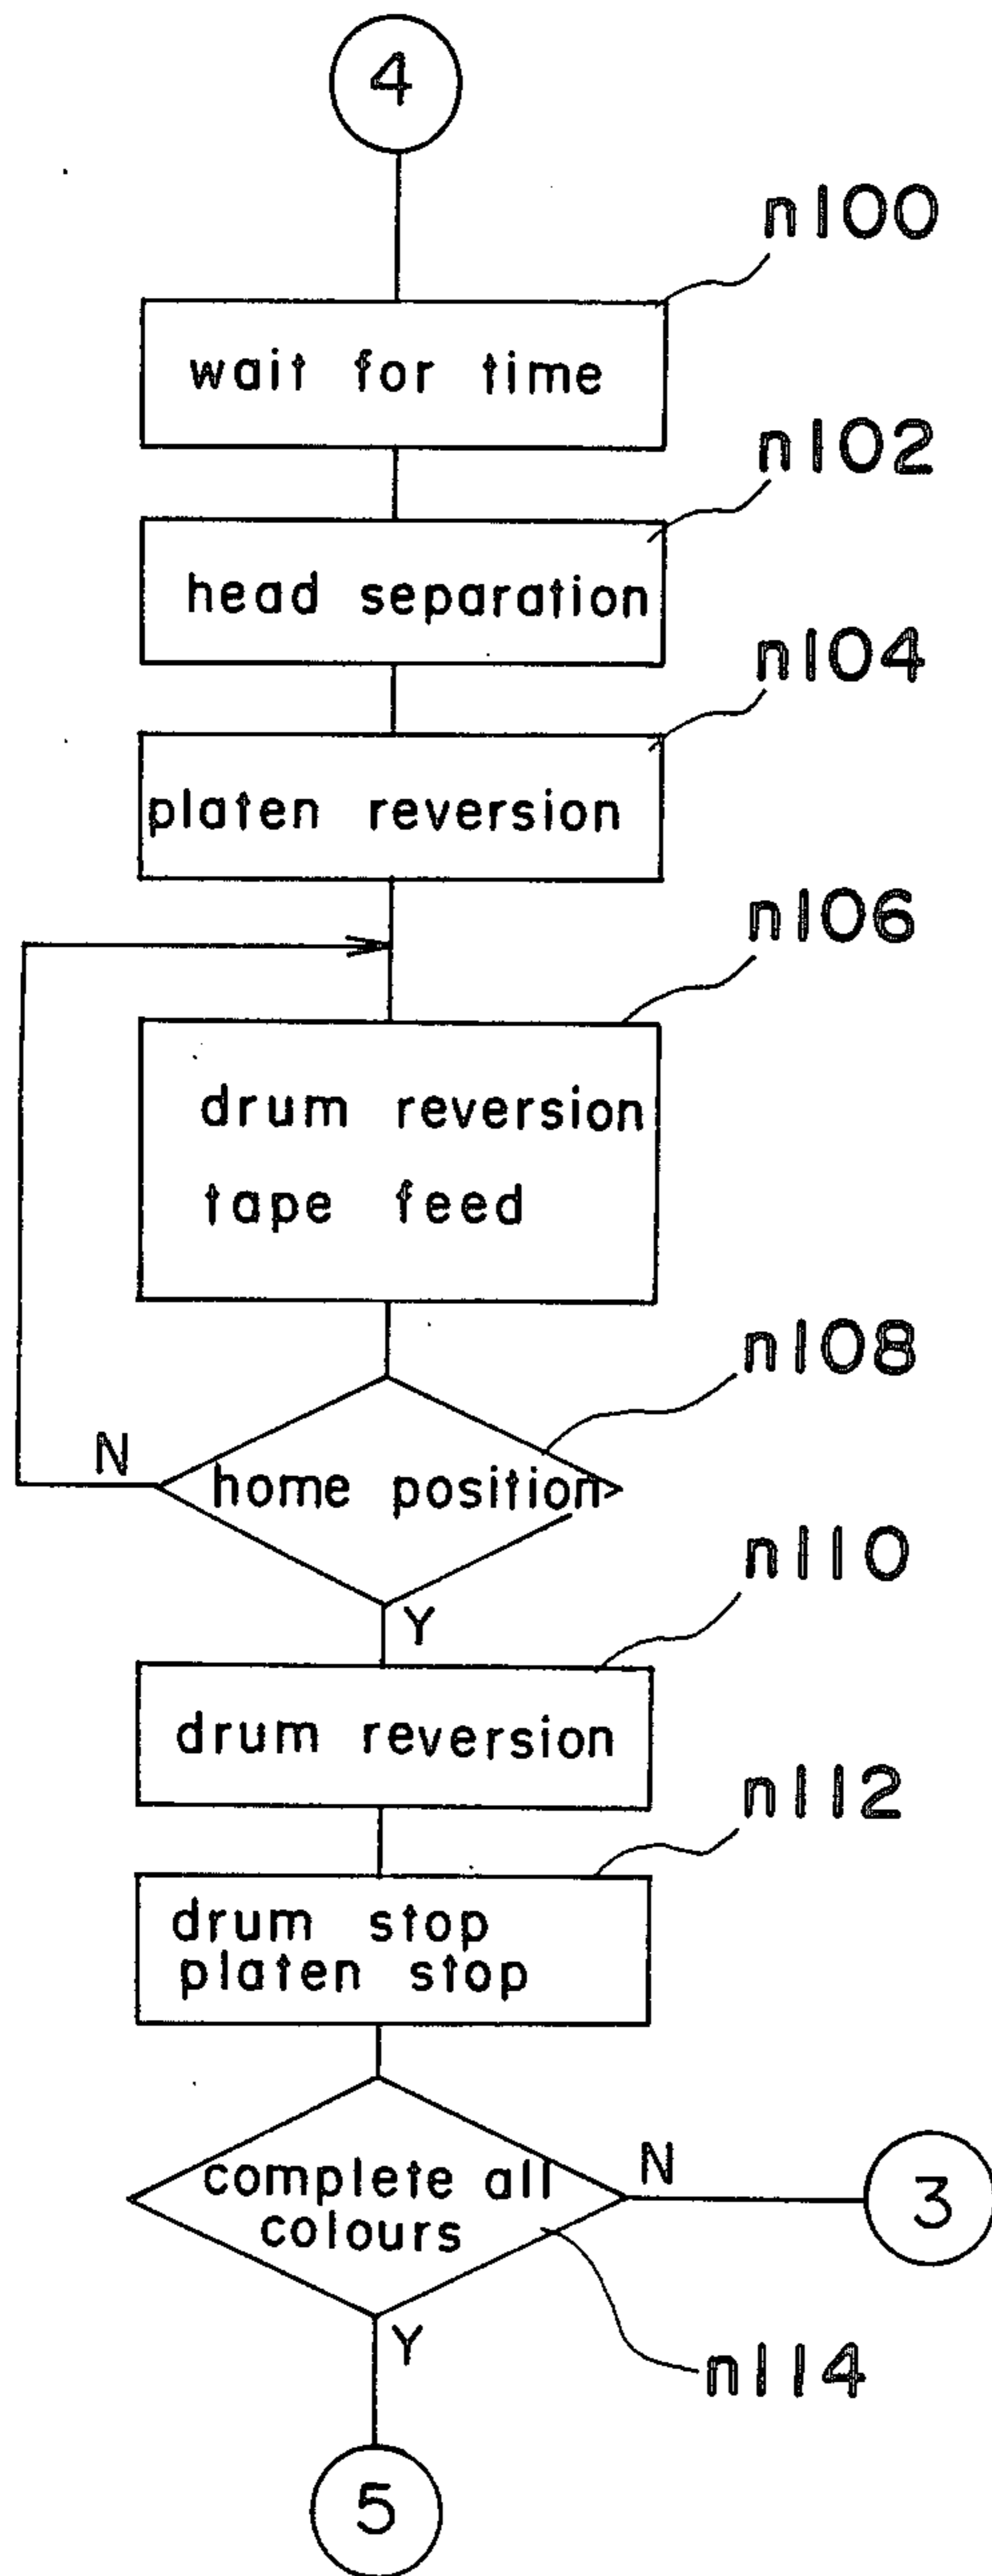 4
n100
wait for time
n102
head separation
n104
platen reversion
n106
drum reversion
tape feed
n108
N
home position
Y
n110
drum reversion
n112
drum stop
platen stop
complete all
colours
N
3
Y
n114
5